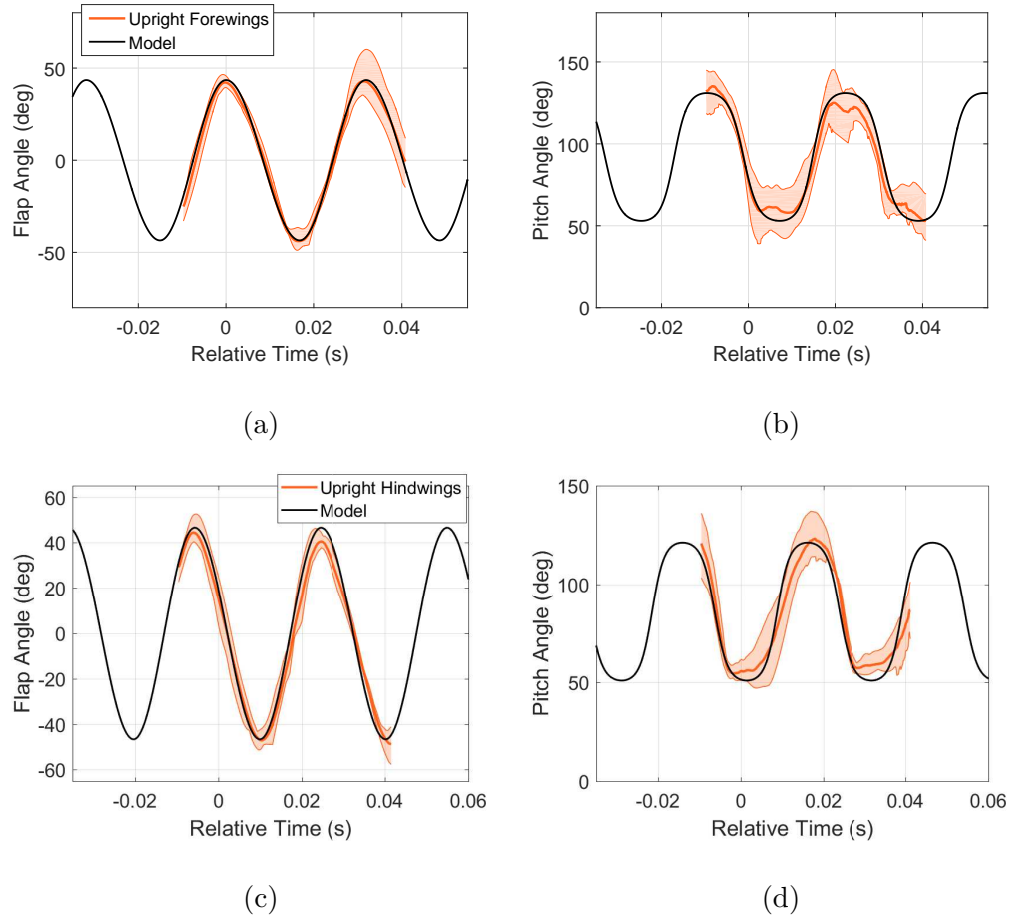 Upright Forewings
Model
50
0
-50
Flap Angle (deg)
-0.02 0 0.02 0.04
Relative Time (s)
(a)
150
100
50
0
Pitch Angle (deg)
-0.02 0 0.02 0.04
Relative Time (s)
(b)
Upright Hindwings
Model
60
40
20
0
-20
-40
-60
Flap Angle (deg)
-0.02 0 0.02 0.04 0.06
Relative Time (s)
(c)
150
100
50
0
Pitch Angle (deg)
-0.02 0 0.02 0.04 0.06
Relative Time (s)
(d)